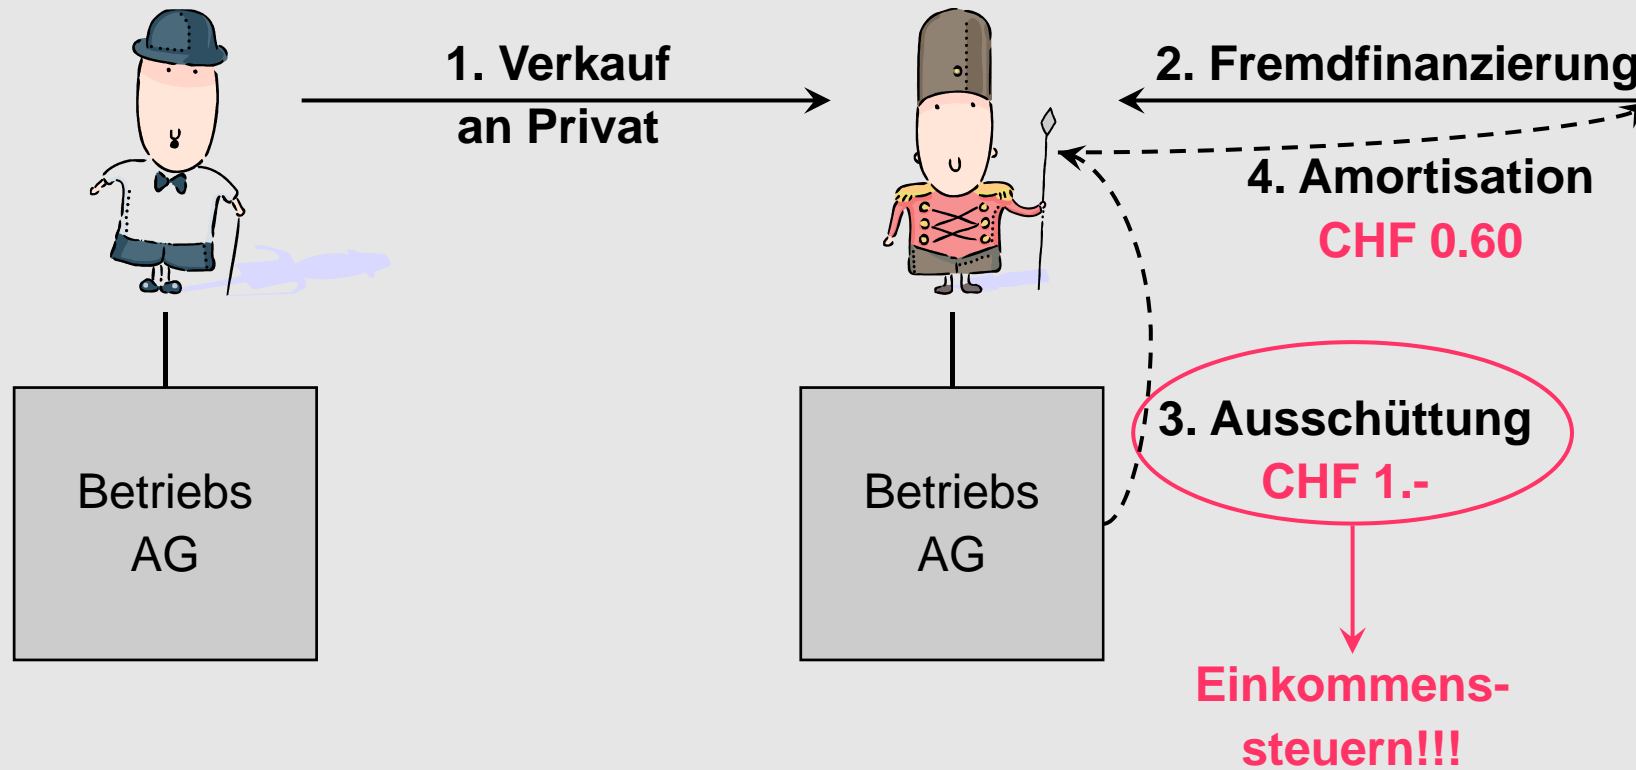 1. Verkauf
an Privat
2. Fremdfinanzierung
4. Amortisation
CHF 0.60
Betriebs
AG
Betriebs
AG
3. Ausschüttung
CHF 1.-
Einkommens-
steuern!!!